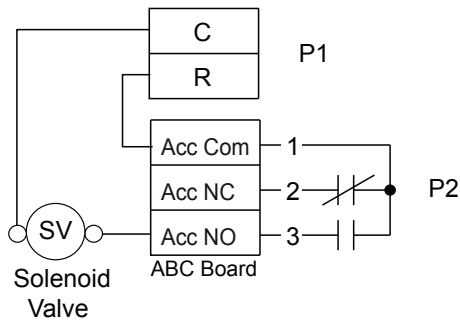 C
P1
R
Acc Com 1
Acc NC 2
P2
SV
Acc NO 3
ABC Board
Solenoid
Valve